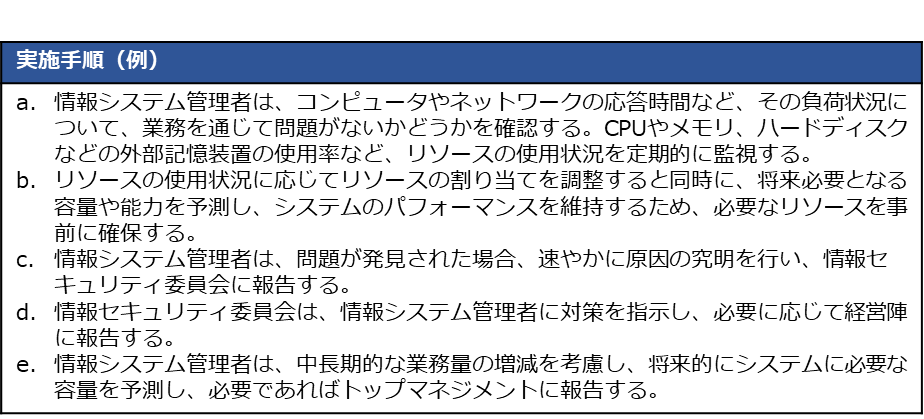 実施手順（例）
a. 情報システム管理者は、コンピュータやネットワークの応答時間など、その負荷状況に
ついて、業務を通じて問題がないかどうかを確認する。CPUやメモリ、ハードディスク
などの外部記憶装置の使用率など、リソースの使用状況を定期的に監視する。
b. リソースの使用状況に応じてリソースの割り当てを調整すると同時に、将来必要となる
容量や能力を予測し、システムのパフォーマンスを維持するため、必要なリソースを事
前に確保する。
c. 情報システム管理者は、問題が発見された場合、速やかに原因の究明を行い、情報セ
キュリティ委員会に報告する。
d. 情報セキュリティ委員会は、情報システム管理者に対策を指示し、必要に応じて経営陣
に報告する。
e. 情報システム管理者は、中長期的な業務量の増減を考慮し、将来的にシステムに必要な
容量を予測し、必要であればトップマネジメントに報告する。